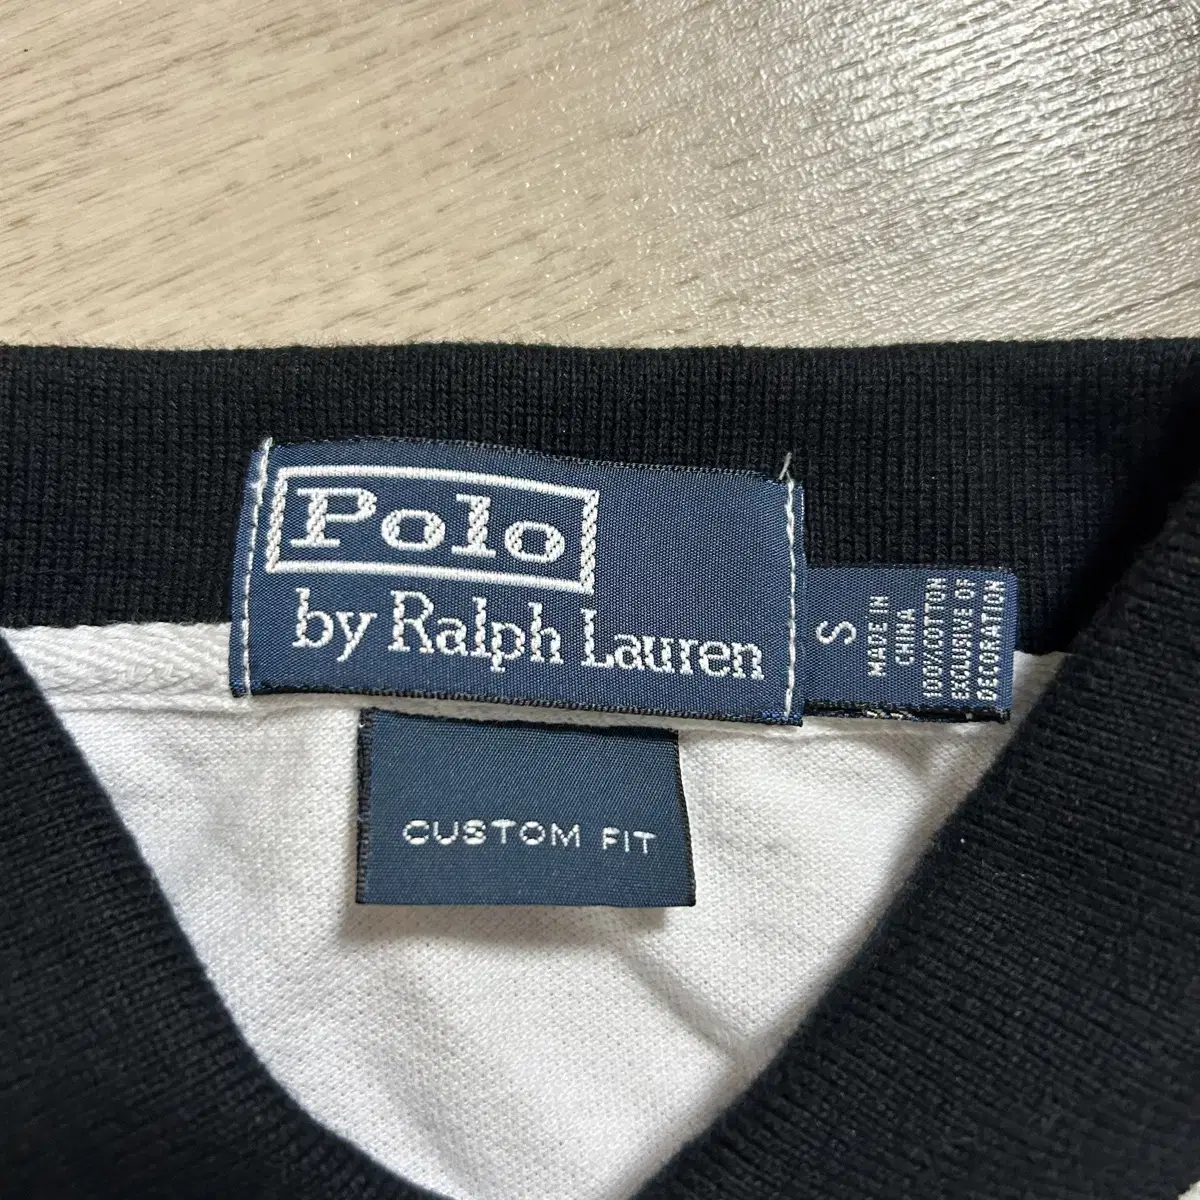 Polo
by Ralph Lauren
S
MADE IN
CHINA
100%COTTON
EXCLUSIVE OF
DECORATION
CUSTOM FIT